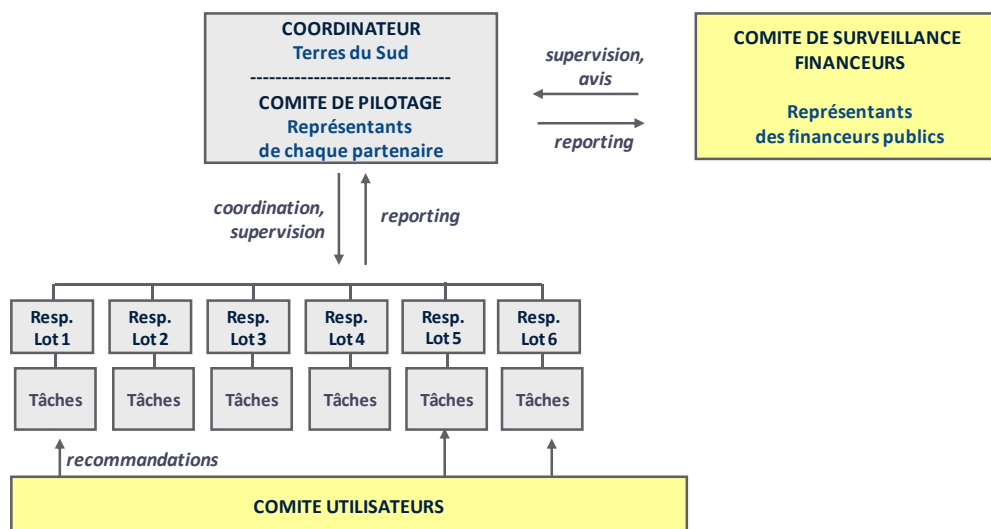 COORDINATEUR
Terres du Sud
--------------------------------
COMITE DE PILOTAGE
Représentants
de chaque partenaire
supervision,
avis
reporting
COMITE DE SURVEILLANCE
FINANCEURS
Représentants
des financeurs publics
coordination,
supervision
reporting
Resp.
Lot 1
Resp.
Lot 2
Resp.
Lot 3
Resp.
Lot 4
Resp.
Lot 5
Resp.
Lot 6
Tâches
Tâches
Tâches
Tâches
Tâches
Tâches
recommandations
COMITE UTILISATEURS